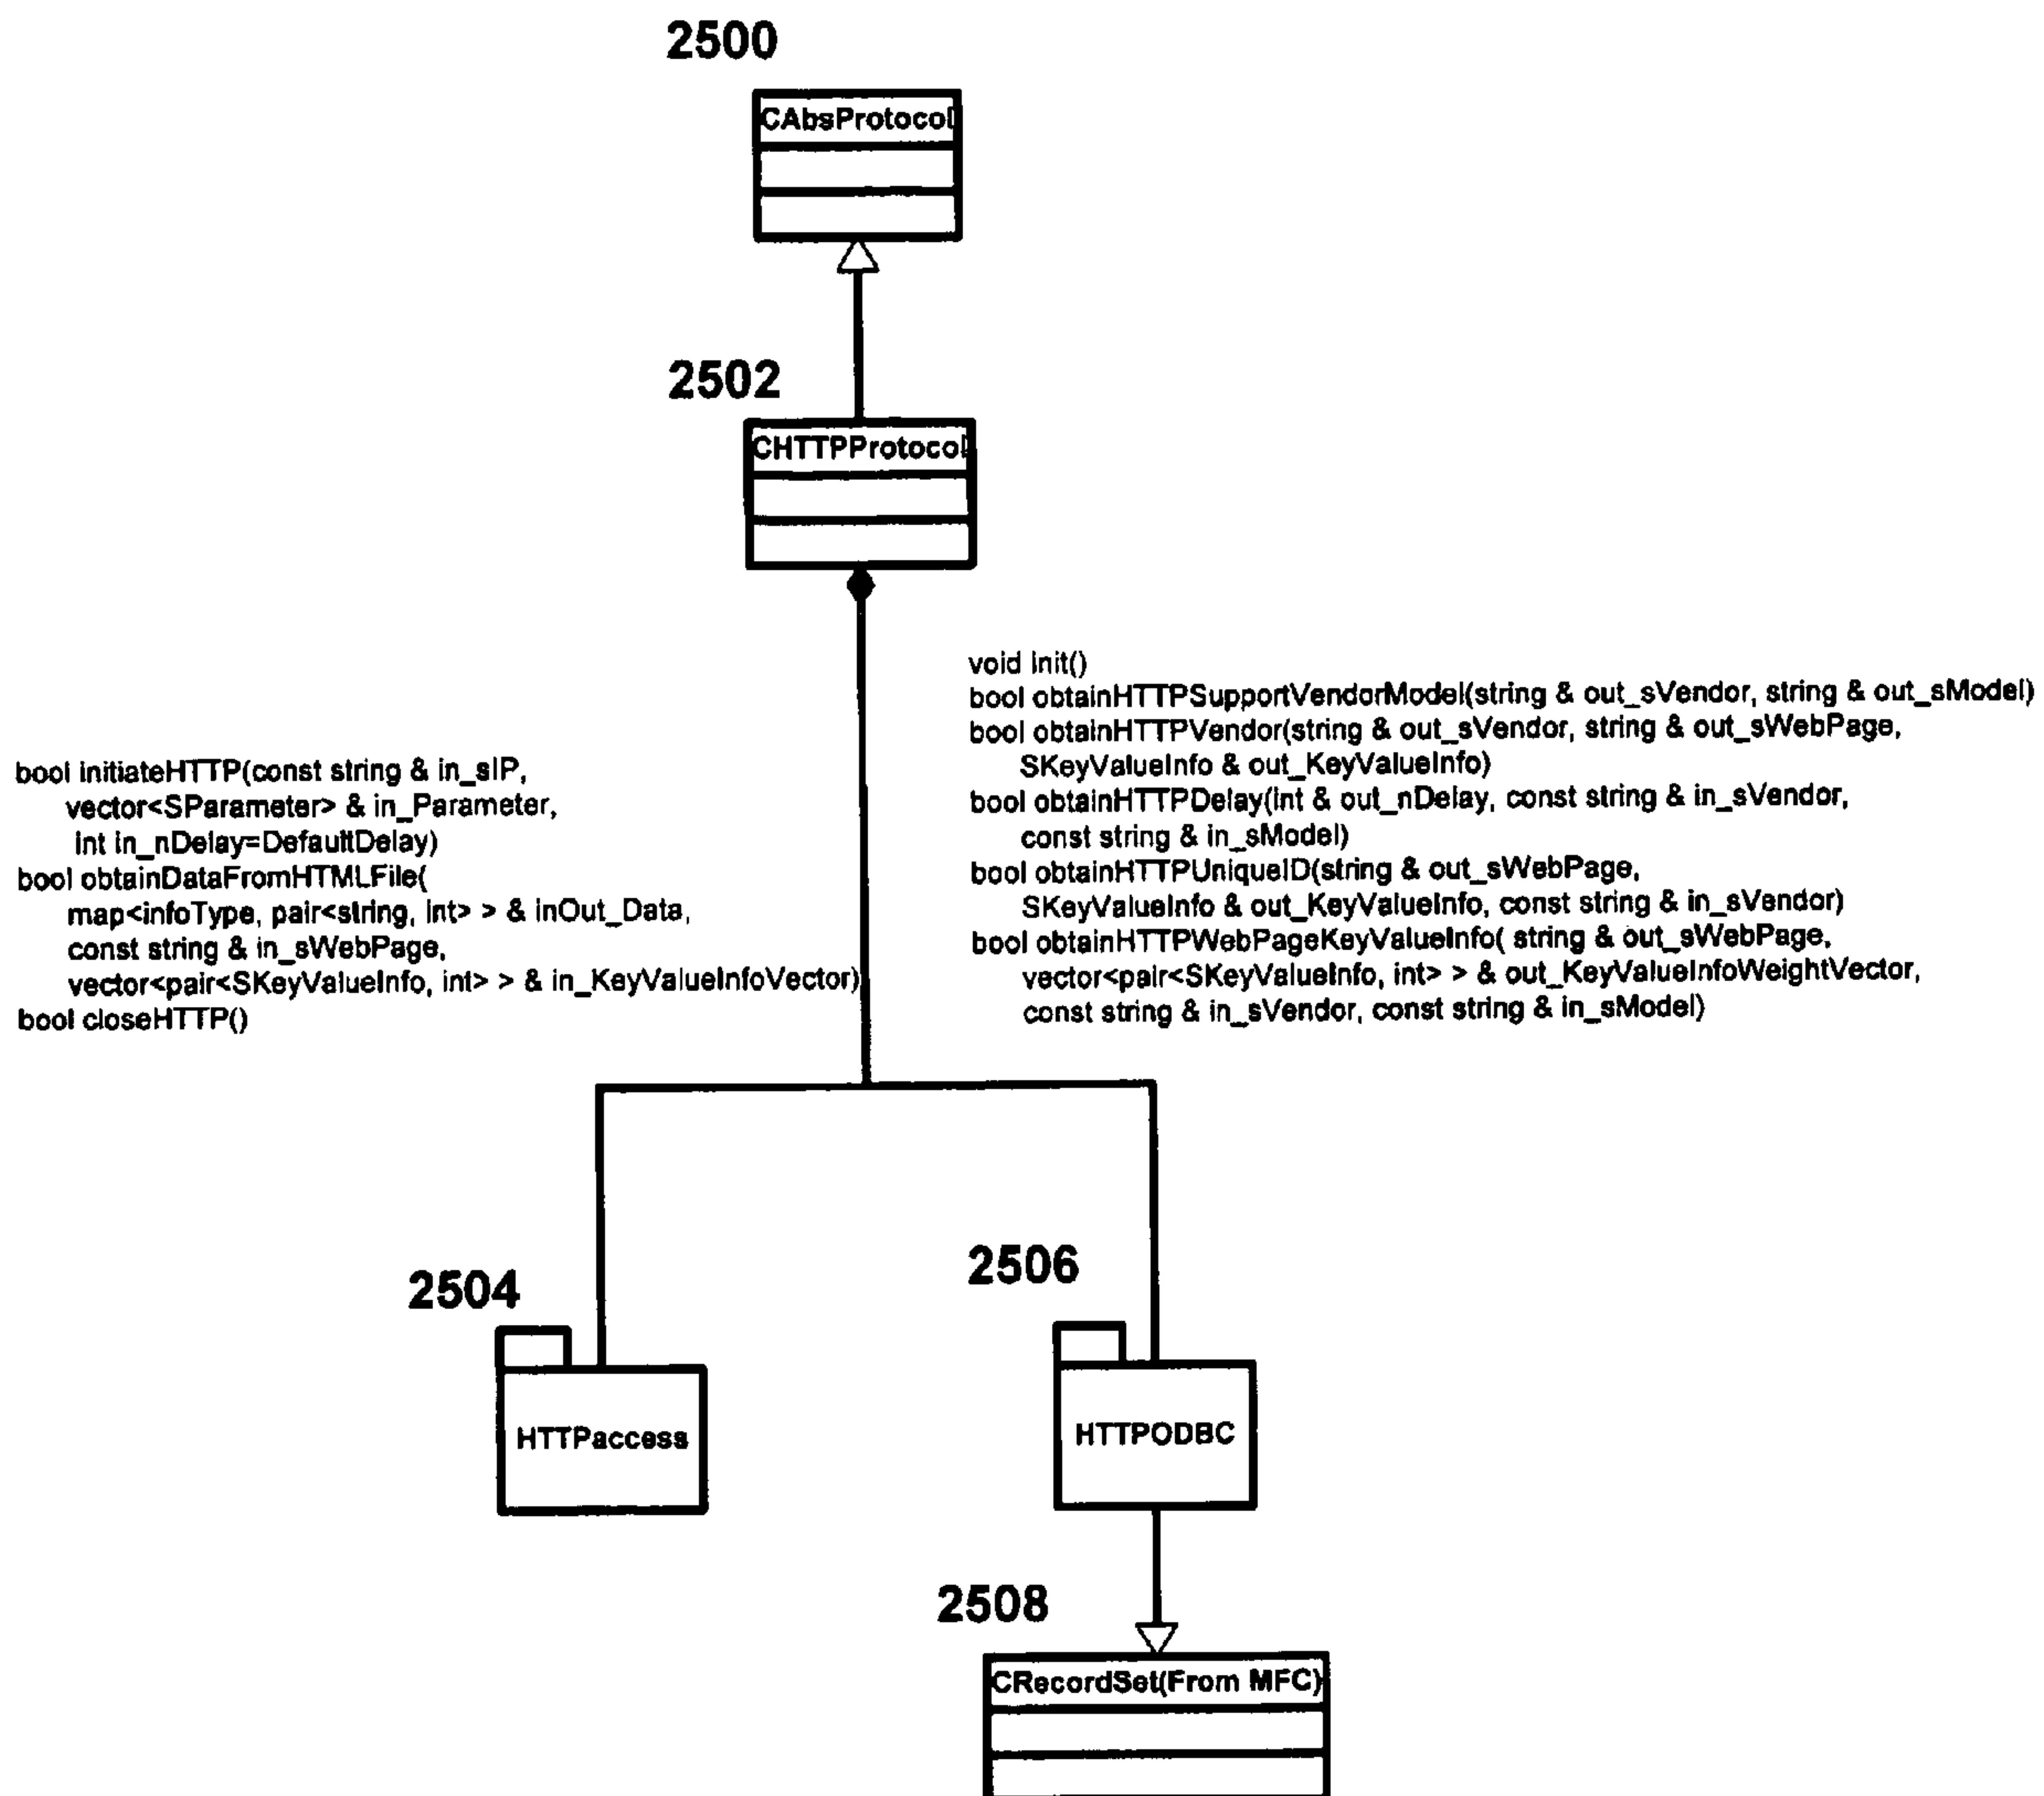 2500
CAbsProtocol
2502
CHTTPProtocol
void init()
bool obtainHTTPSupportVendorModel(string & out_sVendor, string & out_sModel)
bool obtainHTTPVendor(string & out_sVendor, string & out_sWebPage,
SKeyValueInfo & out_KeyValueInfo)
bool obtainHTTPDelay(int & out_nDelay, const string & in_sVendor,
const string & in_sModel)
bool obtainHTTPUniqueID(string & out_sWebPage,
SKeyValueInfo & out_KeyValueInfo, const string & in_sVendor)
bool obtainHTTPWebPageKeyValueInfo( string & out_sWebPage,
vector<pair<SKeyValueInfo, int> > & out_KeyValueInfoWeightVector,
const string & in_sVendor, const string & in_sModel)
bool initiateHTTP(const string & in_sIP,
vector<SParameter> & in_Parameter,
int in_nDelay=DefaultDelay)
bool obtainDataFromHTMLFile(
map<infoType, pair<string, int> > & inOut_Data,
const string & in_sWebPage,
vector<pair<SKeyValueInfo, int> > & in_KeyValueInfoVector)
bool closeHTTP()
2504
HTTPaccess
2506
HTTPODBC
2508
CRecordSet(From MFC)